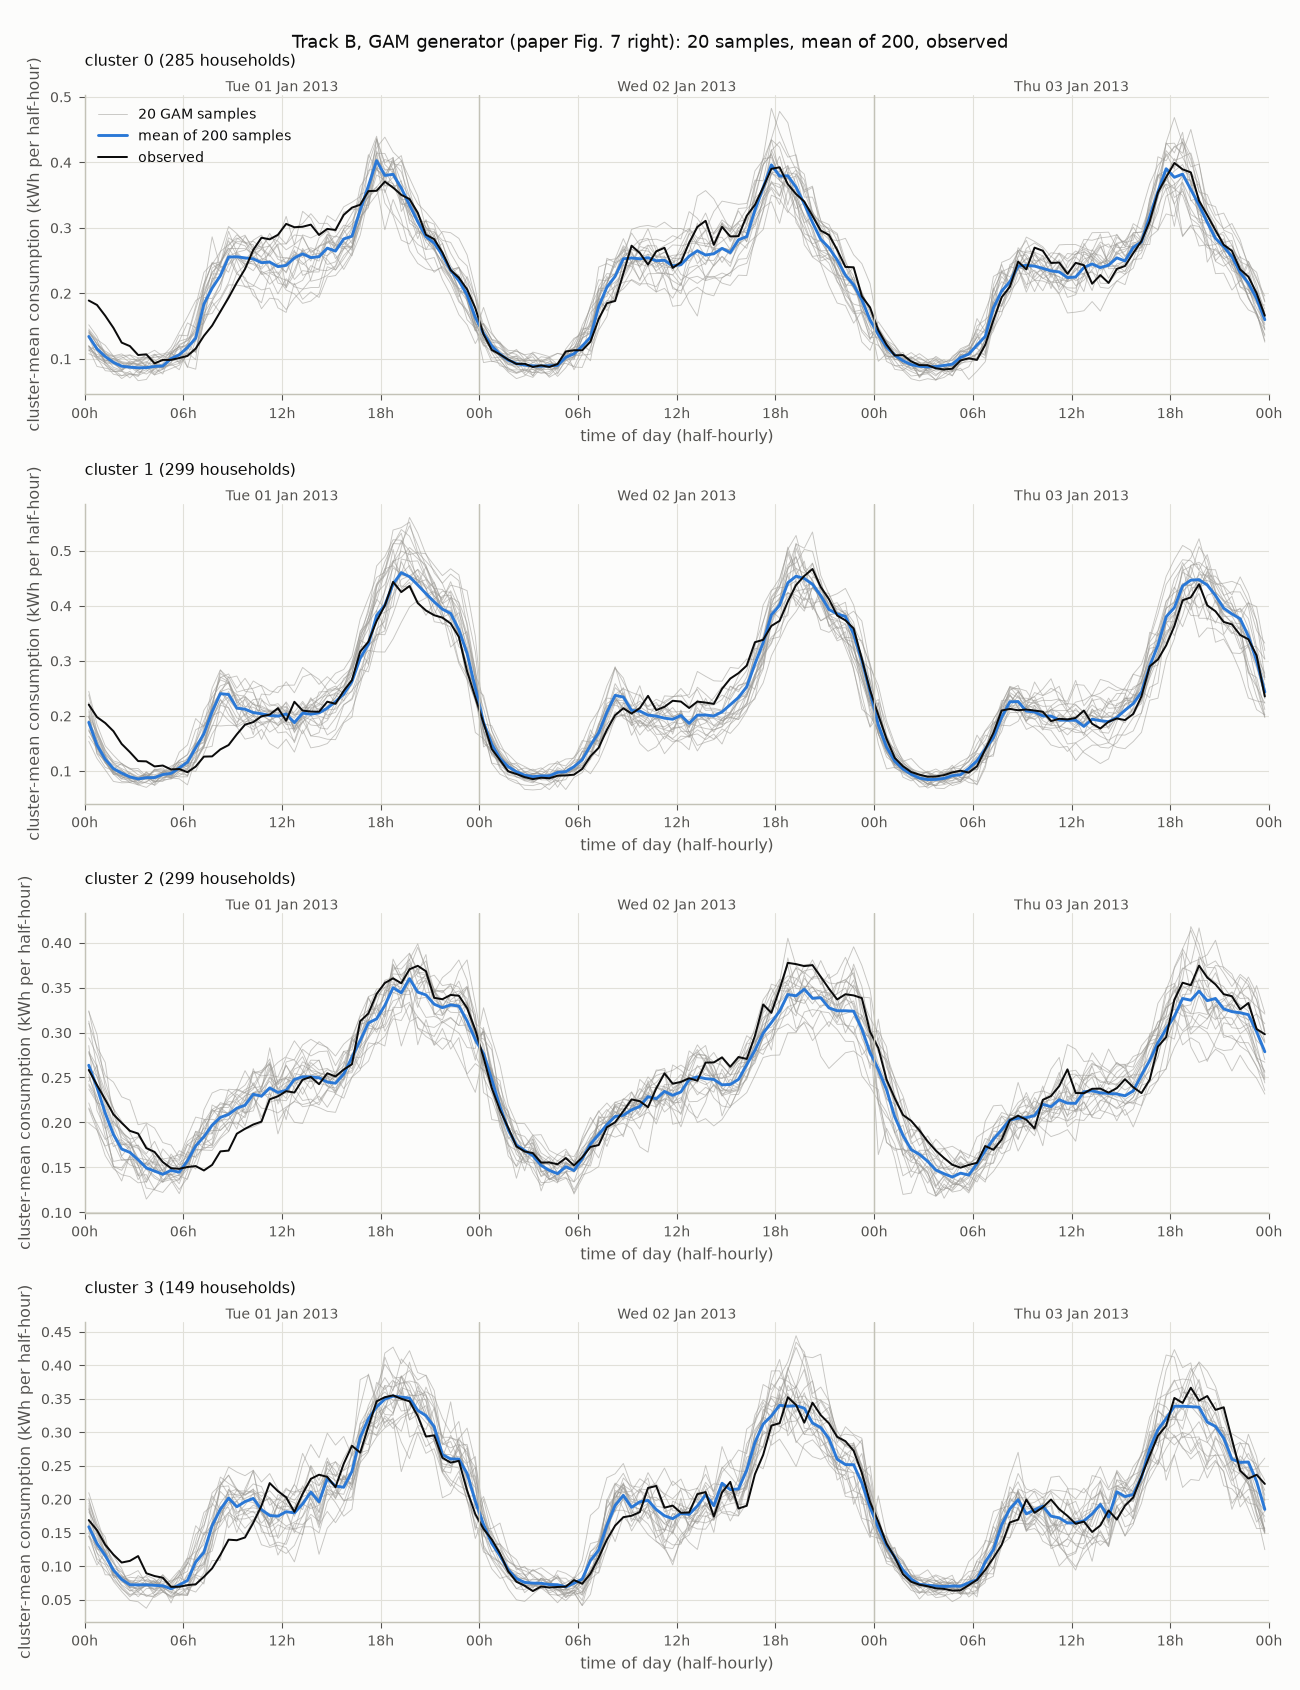 Track B, GAM generator (paper Fig. 7 right): 20 samples, mean of 200, observed
cluster 0 (285 households)
Tue 01 Jan 2013 Wed 02 Jan 2013 Thu 03 Jan 2013
cluster-mean consumption (kWh per half-hour)
0.5
0.4
0.3
0.2
0.1
20 GAM samples
mean of 200 samples
observed
00h 06h 12h 18h 00h 06h 12h 18h 00h 06h 12h 18h 00h
time of day (half-hourly)
cluster 1 (299 households)
Tue 01 Jan 2013 Wed 02 Jan 2013 Thu 03 Jan 2013
cluster-mean consumption (kWh per half-hour)
0.5
0.4
0.3
0.2
0.1
00h 06h 12h 18h 00h 06h 12h 18h 00h 06h 12h 18h 00h
time of day (half-hourly)
cluster 2 (299 households)
Tue 01 Jan 2013 Wed 02 Jan 2013 Thu 03 Jan 2013
cluster-mean consumption (kWh per half-hour)
0.40
0.35
0.30
0.25
0.20
0.15
0.10
00h 06h 12h 18h 00h 06h 12h 18h 00h 06h 12h 18h 00h
time of day (half-hourly)
cluster 3 (149 households)
Tue 01 Jan 2013 Wed 02 Jan 2013 Thu 03 Jan 2013
cluster-mean consumption (kWh per half-hour)
0.45
0.40
0.35
0.30
0.25
0.20
0.15
0.10
0.05
00h 06h 12h 18h 00h 06h 12h 18h 00h 06h 12h 18h 00h
time of day (half-hourly)